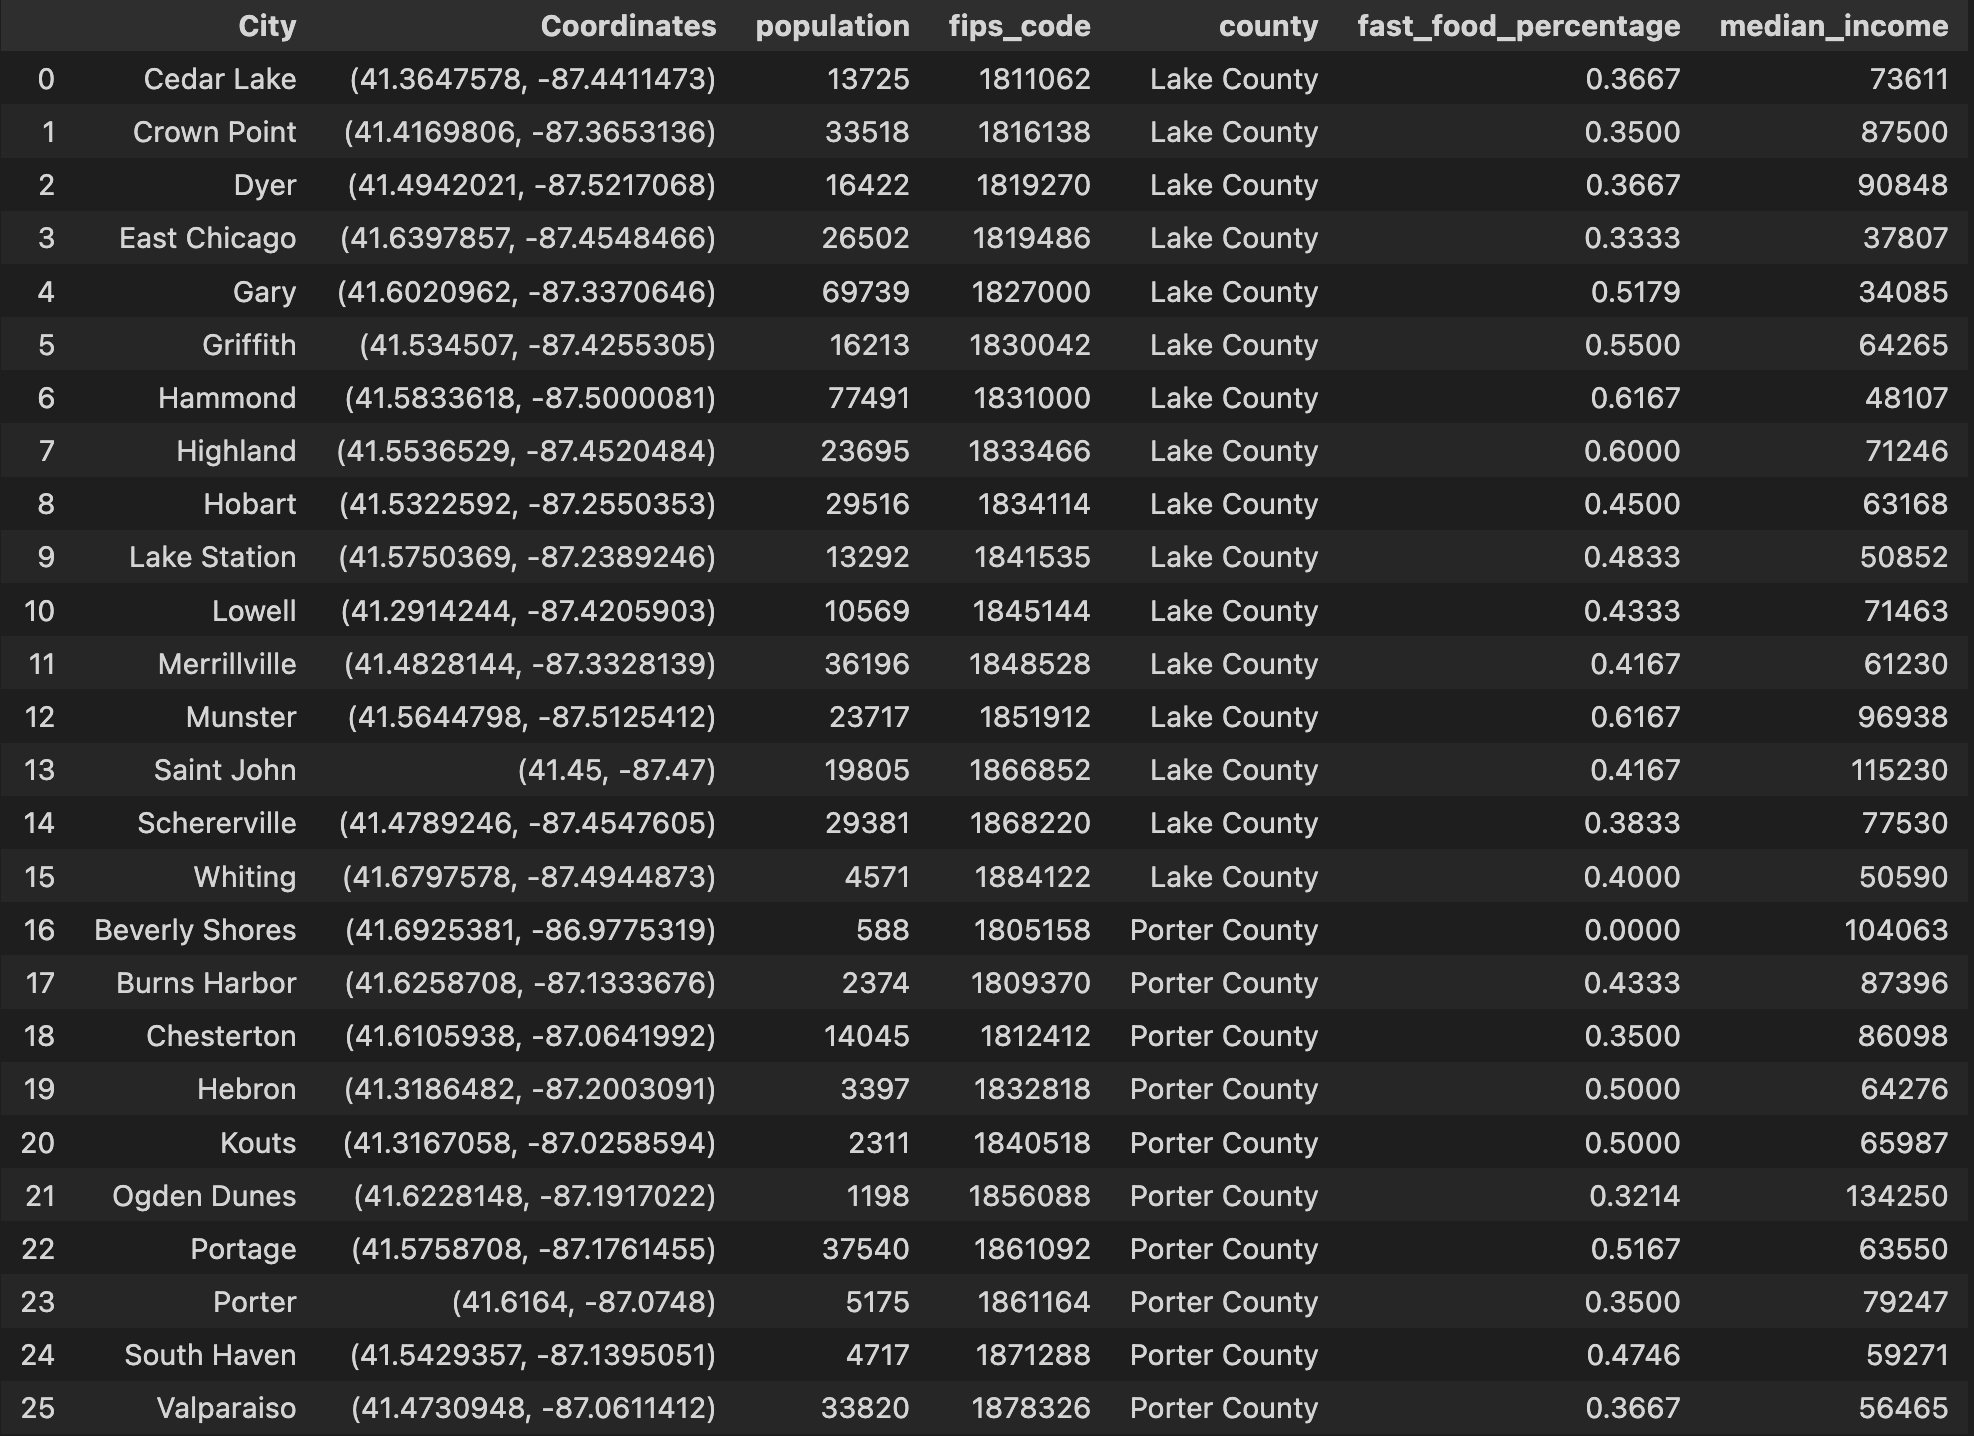 City Coordinates population fips_code county fast_food_percentage median_income
0 Cedar Lake (41.3647578, -87.4411473) 13725 1811062 Lake County 0.3667 73611
1 Crown Point (41.4169806, -87.3653136) 33518 1816138 Lake County 0.3500 87500
2 Dyer (41.4942021, -87.5217068) 16422 1819270 Lake County 0.3667 90848
3 East Chicago (41.6397857, -87.4548466) 26502 1819486 Lake County 0.3333 37807
4 Gary (41.6020962, -87.3370646) 69739 1827000 Lake County 0.5179 34085
5 Griffith (41.534507, -87.4255305) 16213 1830042 Lake County 0.5500 64265
6 Hammond (41.5833618, -87.5000081) 77491 1831000 Lake County 0.6167 48107
7 Highland (41.5536529, -87.4520484) 23695 1833466 Lake County 0.6000 71246
8 Hobart (41.5322592, -87.2550353) 29516 1834114 Lake County 0.4500 63168
9 Lake Station (41.5750369, -87.2389246) 13292 1841535 Lake County 0.4833 50852
10 Lowell (41.2914244, -87.4205903) 10569 1845144 Lake County 0.4333 71463
11 Merrillville (41.4828144, -87.3328139) 36196 1848528 Lake County 0.4167 61230
12 Munster (41.5644798, -87.5125412) 23717 1851912 Lake County 0.6167 96938
13 Saint John (41.45, -87.47) 19805 1866852 Lake County 0.4167 115230
14 Schererville (41.4789246, -87.4547605) 29381 1868220 Lake County 0.3833 77530
15 Whiting (41.6797578, -87.4944873) 4571 1884122 Lake County 0.4000 50590
16 Beverly Shores (41.6925381, -86.9775319) 588 1805158 Porter County 0.0000 104063
17 Burns Harbor (41.6258708, -87.1333676) 2374 1809370 Porter County 0.4333 87396
18 Chesterton (41.6105938, -87.0641992) 14045 1812412 Porter County 0.3500 86098
19 Hebron (41.3186482, -87.2003091) 3397 1832818 Porter County 0.5000 64276
20 Kouts (41.3167058, -87.0258594) 2311 1840518 Porter County 0.5000 65987
21 Ogden Dunes (41.6228148, -87.1917022) 1198 1856088 Porter County 0.3214 134250
22 Portage (41.5758708, -87.1761455) 37540 1861092 Porter County 0.5167 63550
23 Porter (41.6164, -87.0748) 5175 1861164 Porter County 0.3500 79247
24 South Haven (41.5429357, -87.1395051) 4717 1871288 Porter County 0.4746 59271
25 Valparaiso (41.4730948, -87.0611412) 33820 1878326 Porter County 0.3667 56465